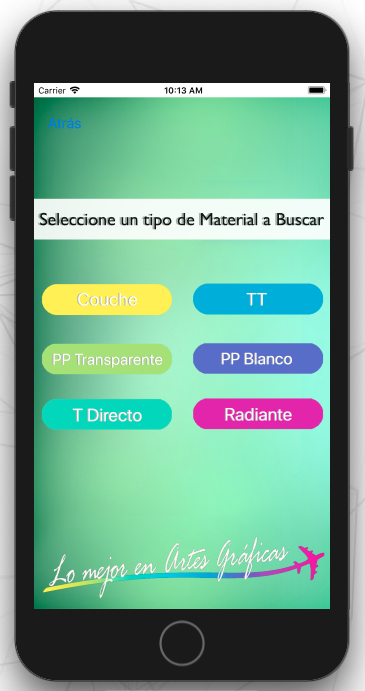 Carrier 10:13 AM
Atrás
Seleccione un tipo de Material a Buscar
Couche TT
PP Transparente PP Blanco
T Directo Radiante
Lo mejor en Artes Gráficas